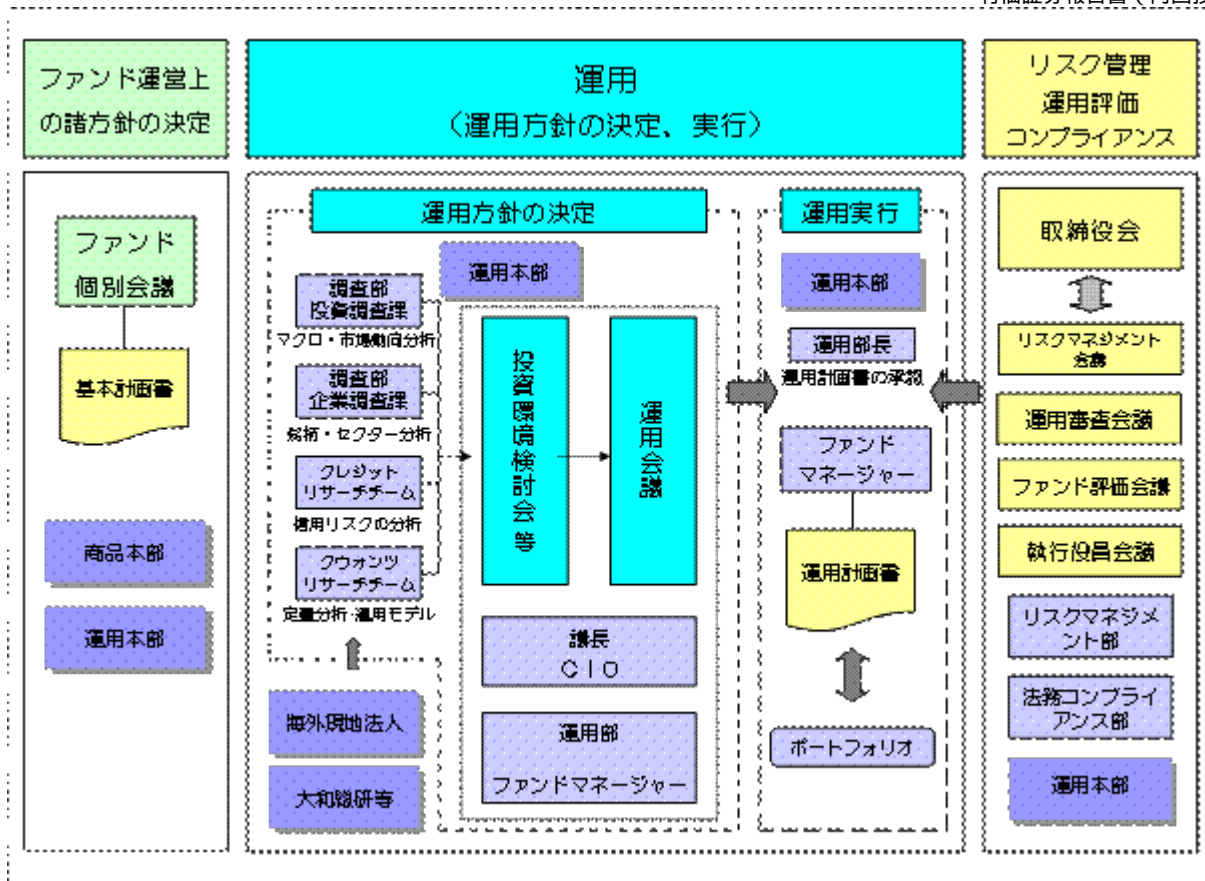 ファンド運営上
の諸方針の決定
運用
（運用方針の決定、実行）
リスク管理
運用評価
コンプライアンス
ファンド
個別会議
基本計画書
商品本部
運用本部
運用方針の決定
運用本部
調査部
投資調査課
マクロ・市場動向分析
調査部
企業調査課
銘柄・セクター分析
クレジット
リサーチチーム
信用リスクの分析
クウォンツ
リサーチチーム
定量分析・運用モデル
海外現地法人
大和総研等
投資環境検討会等
運用会議
議長
ＣＩＯ
運用部
ファンドマネージャー
運用実行
運用本部
運用部長
運用計画書の承認
ファンド
マネージャー
運用計画書
ポートフォリオ
取締役会
リスクマネジメント
会議
運用審査会議
ファンド評価会議
執行役員会議
リスクマネジメ
ント部
法務コンプライ
アンス部
運用本部